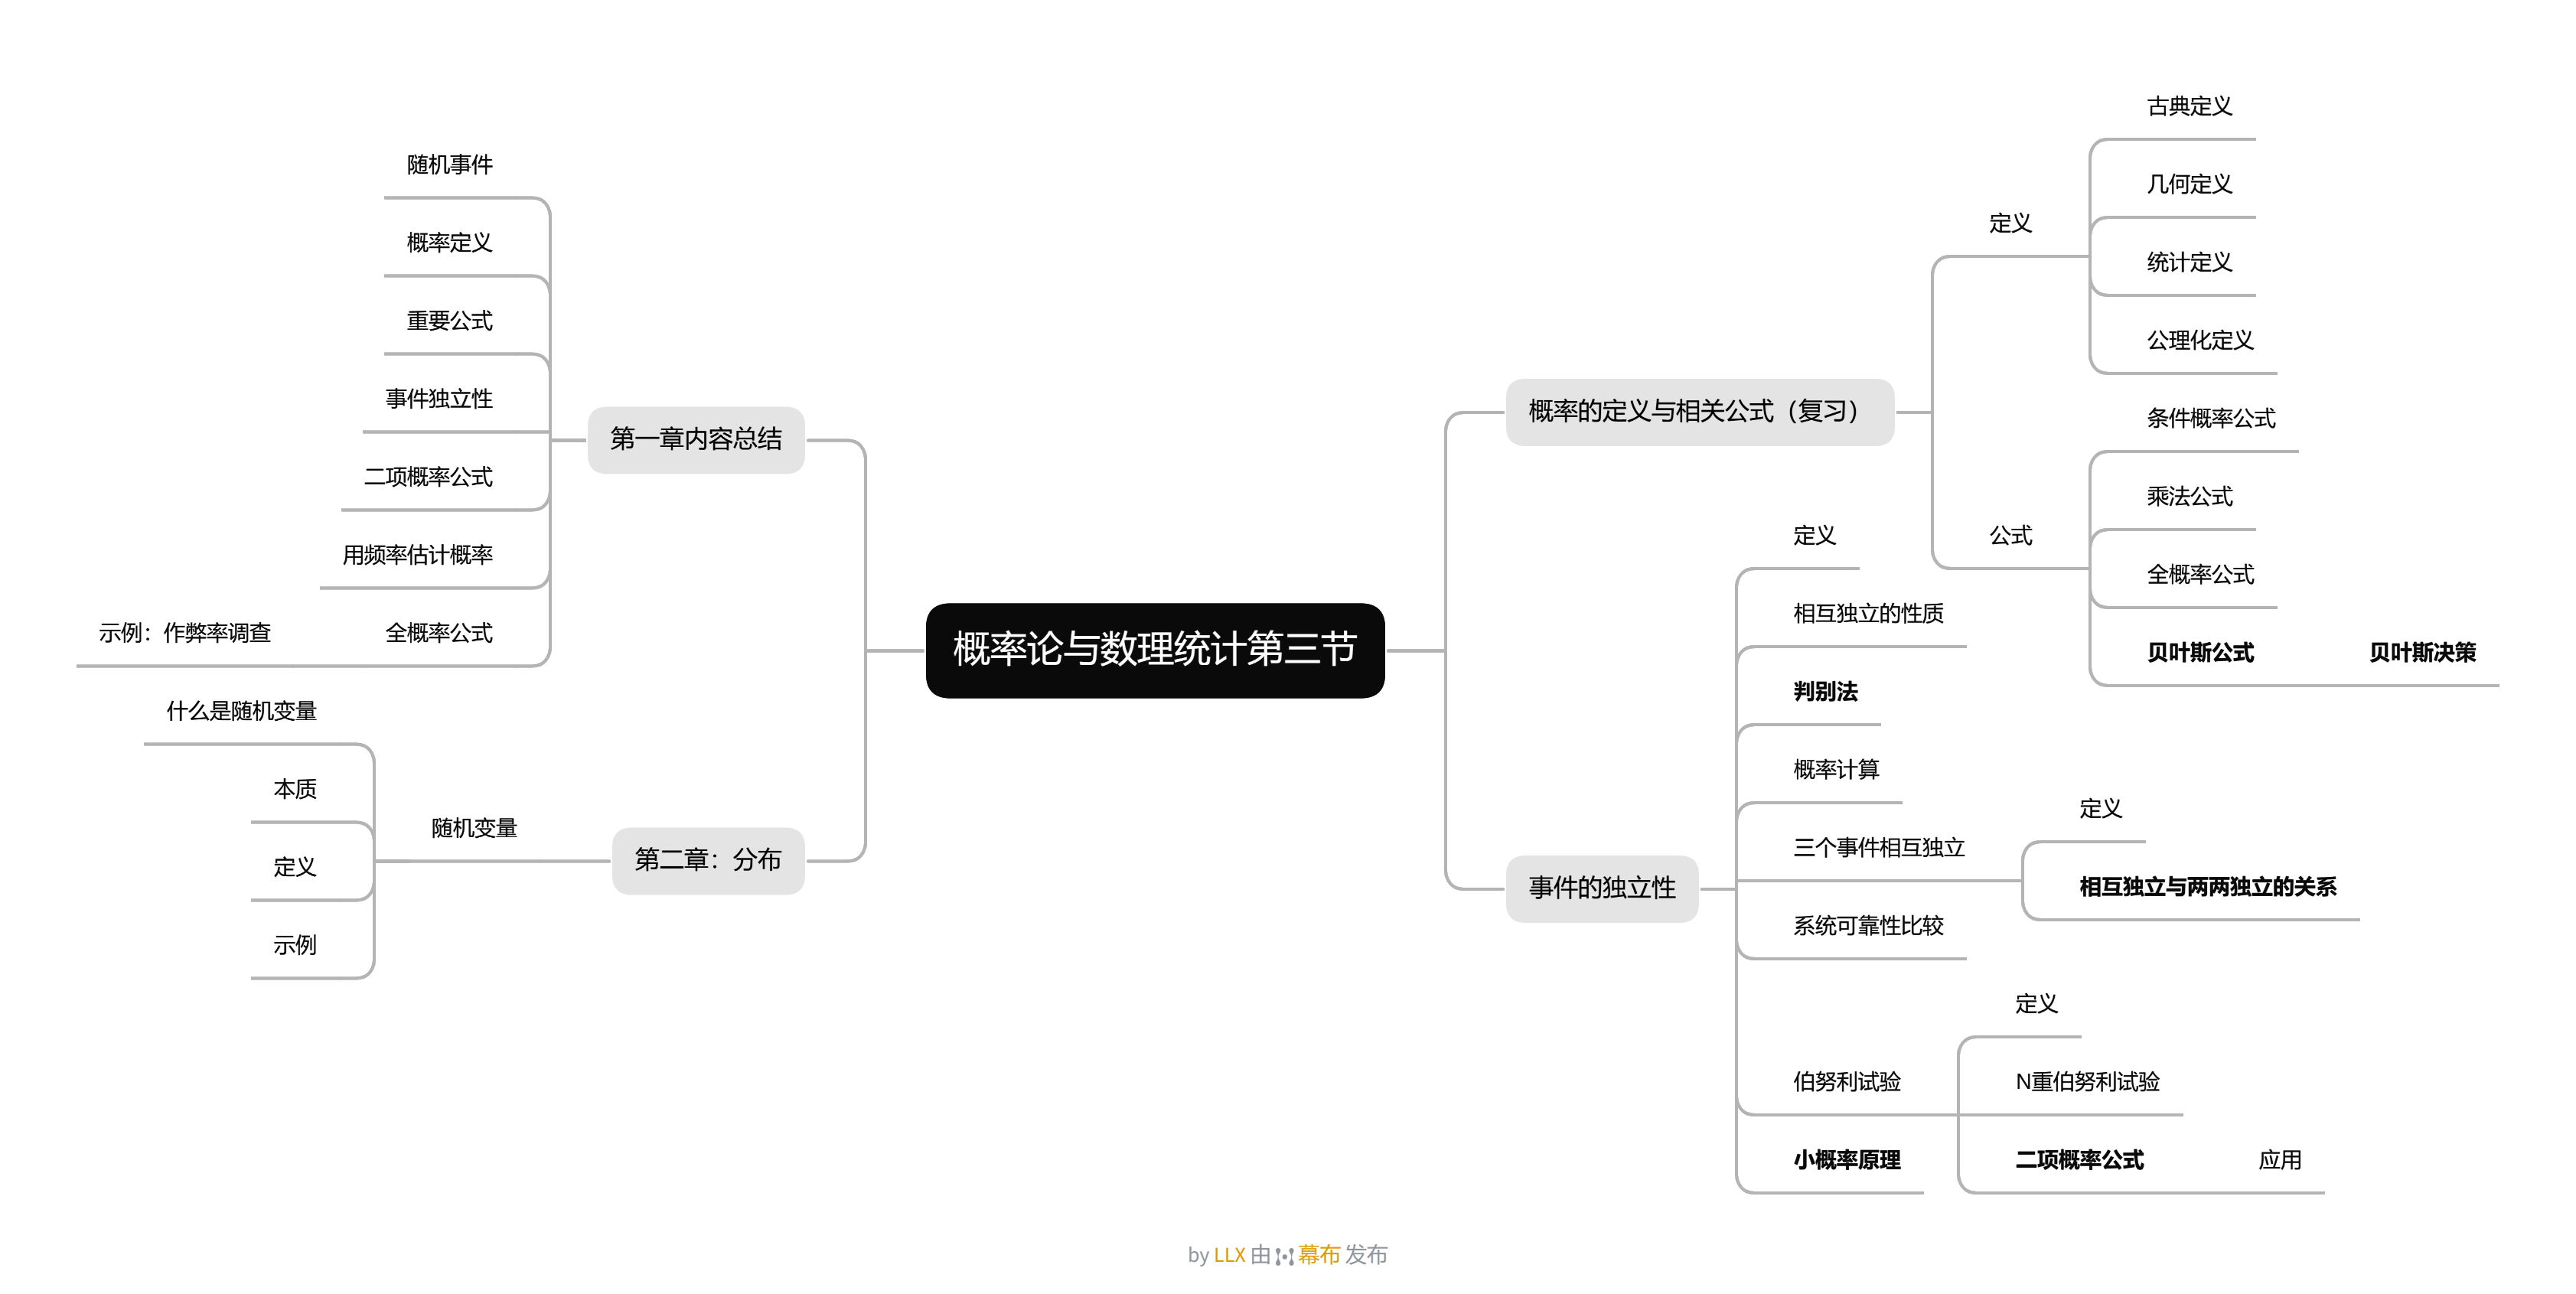 概率论与数理统计第三节
概率的定义与相关公式（复习）
定义
古典定义
几何定义
统计定义
公理化定义
公式
条件概率公式
乘法公式
全概率公式
贝叶斯公式
贝叶斯决策
事件的独立性
定义
相互独立的性质
判别法
概率计算
三个事件相互独立
定义
相互独立与两两独立的关系
系统可靠性比较
伯努利试验
定义
N重伯努利试验
二项概率公式
应用
小概率原理
第一章内容总结
随机事件
概率定义
重要公式
事件独立性
二项概率公式
用频率估计概率
全概率公式
示例：作弊率调查
第二章：分布
随机变量
什么是随机变量
本质
定义
示例
by LLX 由 幕布 发布